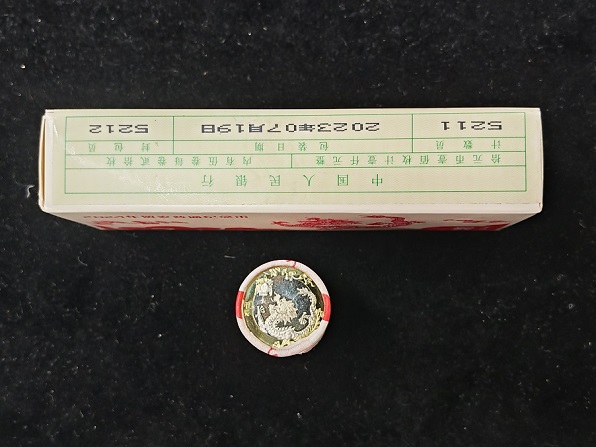 中国人民银行
拾元币壹佰枚计壹仟元整 内有伍卷每卷贰拾枚
计数员 包装日期 封包员
5211 2023年07月19日 5212